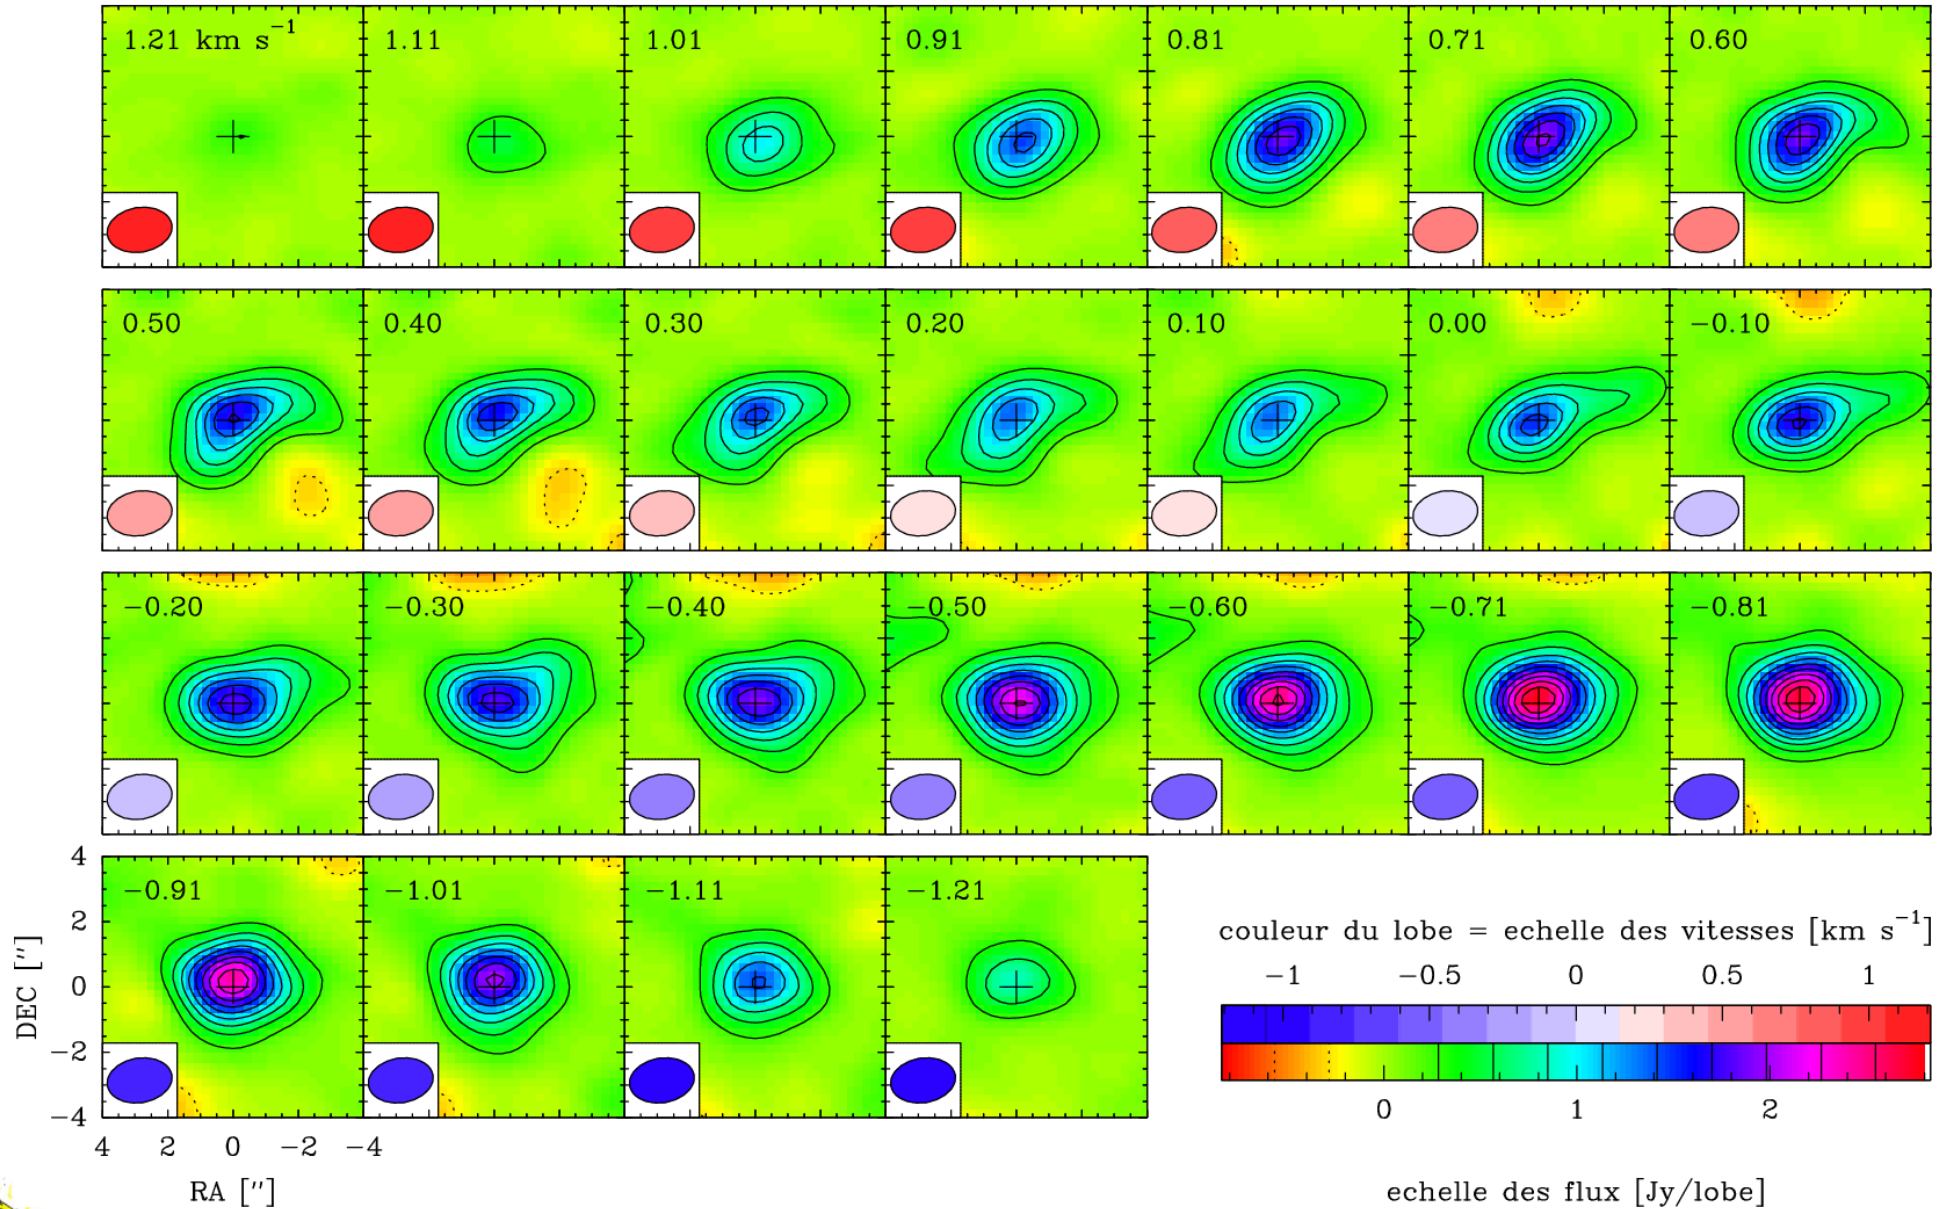 1.21 km s⁻¹ 1.11 1.01 0.91 0.81 0.71 0.60
0.50 0.40 0.30 0.20 0.10 0.00 −0.10
−0.20 −0.30 −0.40 −0.50 −0.60 −0.71 −0.81
−0.91 −1.01 −1.11 −1.21
4
2
0
−2
−4
DEC [″]
4 2 0 −2 −4
RA [″]
couleur du lobe = echelle des vitesses [km s⁻¹]
−1 −0.5 0 0.5 1
0 1 2
echelle des flux [Jy/lobe]